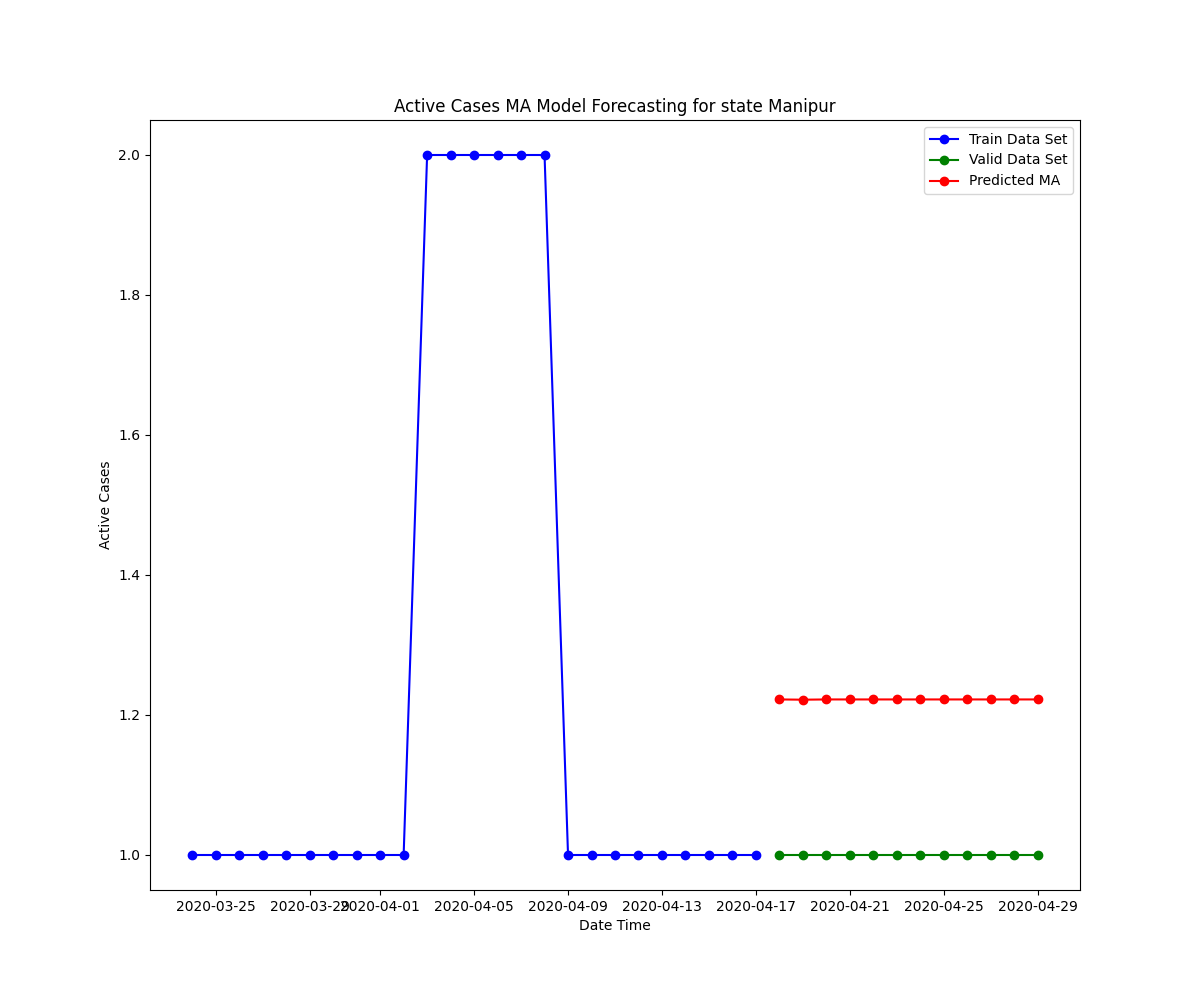 Active Cases MA Model Forecasting for state Manipur
Train Data Set
Valid Data Set
Predicted MA
2.0
1.8
1.6
1.4
1.2
1.0
Active Cases
2020-03-25 2020-03-29 2020-04-01 2020-04-05 2020-04-09 2020-04-13 2020-04-17 2020-04-21 2020-04-25 2020-04-29
Date Time